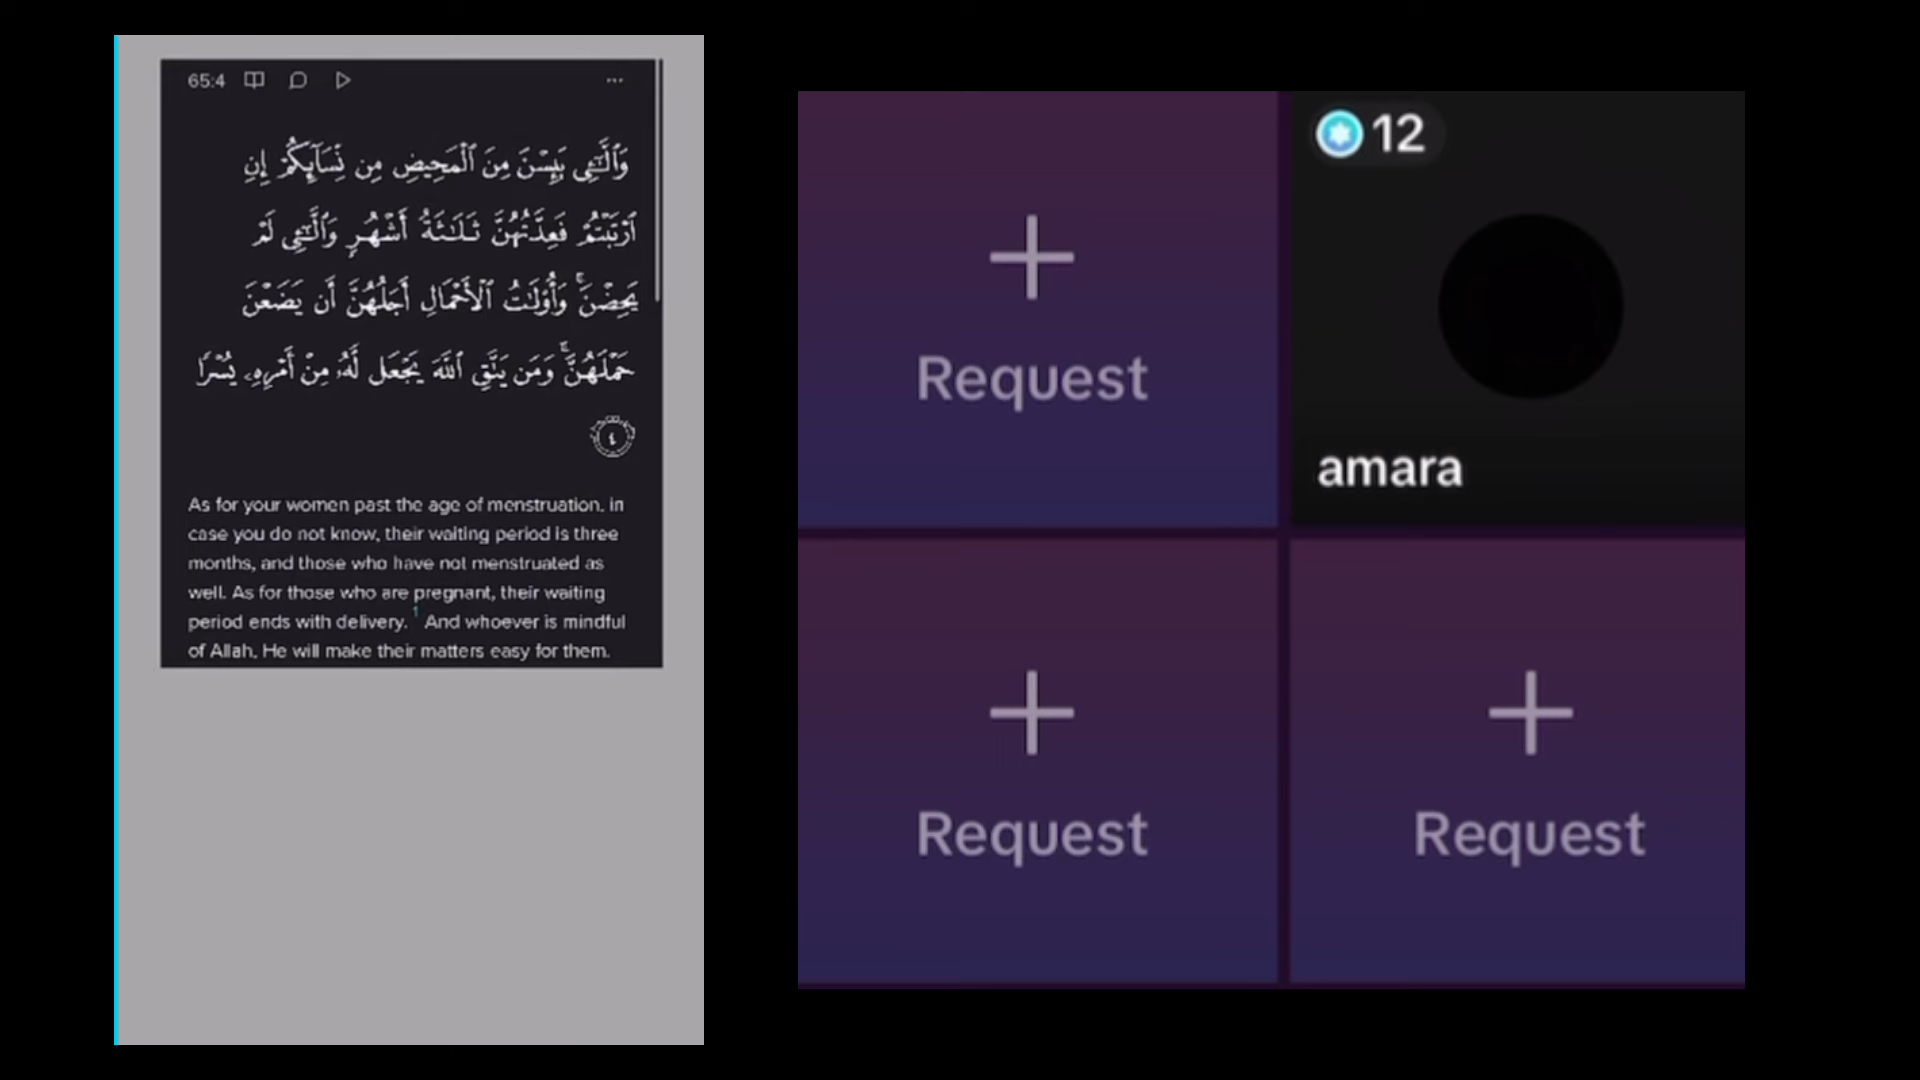 65:4
وَٱلَّـٰٓـِٔى يَئِسْنَ مِنَ ٱلْمَحِيضِ مِن نِّسَآئِكُمْ إِنِ
ٱرْتَبْتُمْ فَعِدَّتُهُنَّ ثَلَـٰثَةُ أَشْهُرٍ وَٱلَّـٰٓـِٔى لَمْ
يَحِضْنَ ۚ وَأُو۟لَـٰتُ ٱلْأَحْمَالِ أَجَلُهُنَّ أَن يَضَعْنَ
حَمْلَهُنَّ ۚ وَمَن يَتَّقِ ٱللَّهَ يَجْعَل لَّهُۥ مِنْ أَمْرِهِۦ يُسْرًا
٤
As for your women past the age of menstruation, in
case you do not know, their waiting period is three
months, and those who have not menstruated as
well. As for those who are pregnant, their waiting
period ends with delivery. 1 And whoever is mindful
of Allah, He will make their matters easy for them.
Request
12
amara
Request
Request